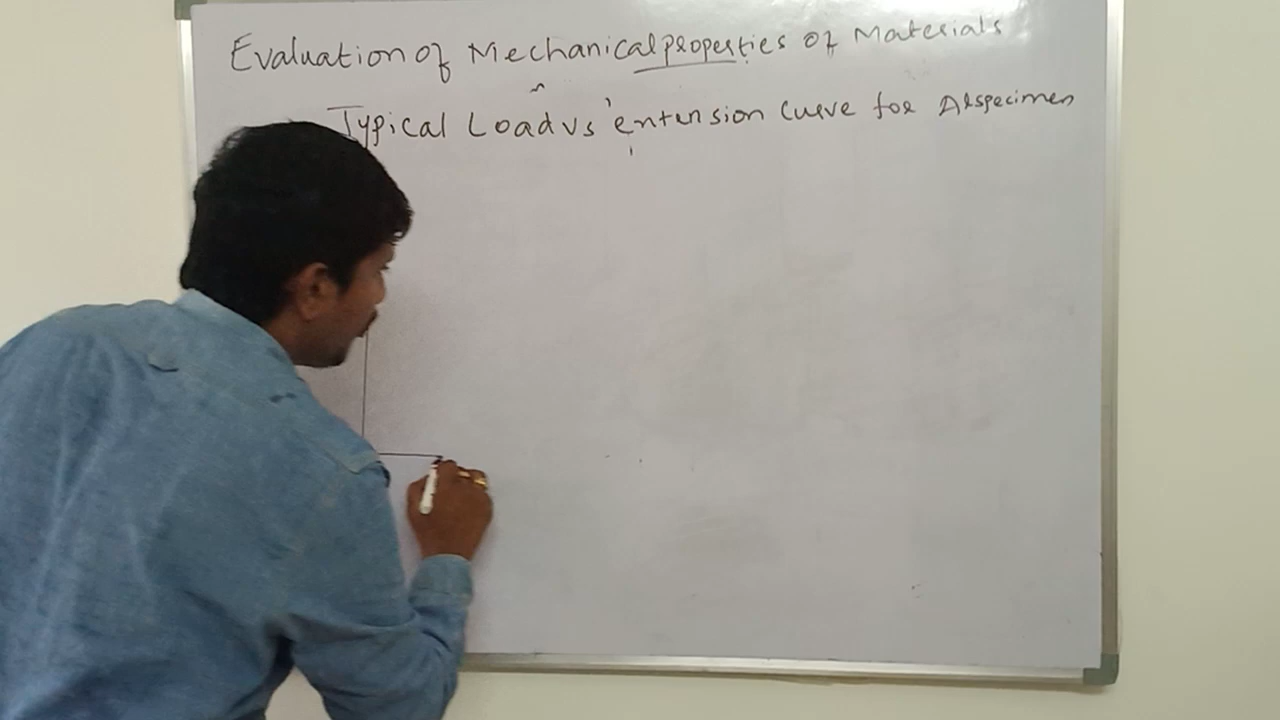 Evaluation of Mechanical properties of Materials
Typical Load vs extension curve for Al specimen